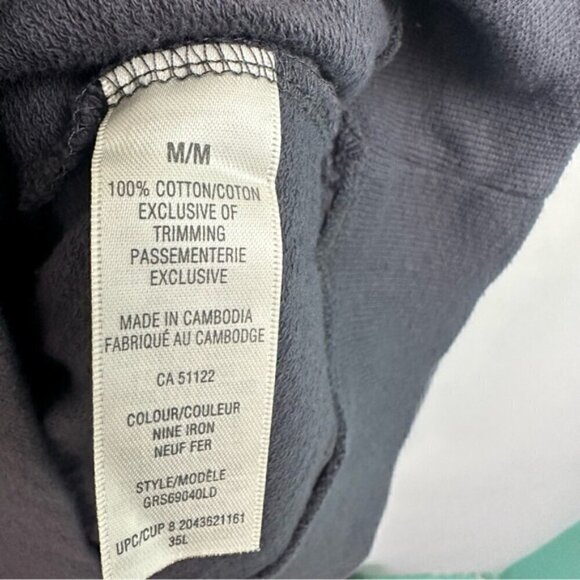 M/M
100% COTTON/COTON
EXCLUSIVE OF
TRIMMING
PASSEMENTERIE
EXCLUSIVE
MADE IN CAMBODIA
FABRIQUÉ AU CAMBODGE
CA 51122
COLOUR/COULEUR
NINE IRON
NEUF FER
STYLE/MODÈLE
GRS69040LD
UPC/CUP 8 2043621161
35L